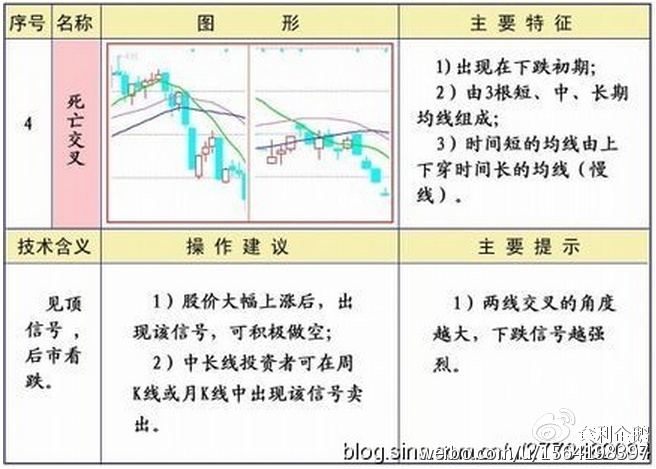 序号 名称 图 形 主 要 特 征
4
死亡交叉
1)出现在下跌初期;
2）由3根短、中、长期
均线组成;
3）时间短的均线由上
下穿时间长的均线（慢
线）。
技术含义 操 作 建 议 主 要 提 示
见顶
信号，
后市看
跌。
1）股价大幅上涨后，出
现该信号，可积极做空;
2）中长线投资者可在周
K线或月K线中出现该信号卖
出。
1）两线交叉的角度
越大，下跌信号越强
烈。